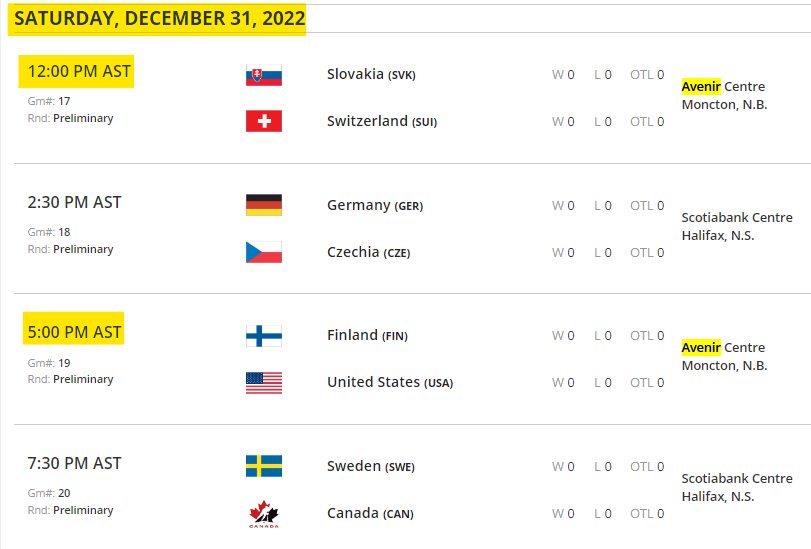 SATURDAY, DECEMBER 31, 2022
12:00 PM AST
Gm#: 17
Rnd: Preliminary
Slovakia (SVK) W 0 L 0 OTL 0
Switzerland (SUI) W 0 L 0 OTL 0
Avenir Centre
Moncton, N.B.
2:30 PM AST
Gm#: 18
Rnd: Preliminary
Germany (GER) W 0 L 0 OTL 0
Czechia (CZE) W 0 L 0 OTL 0
Scotiabank Centre
Halifax, N.S.
5:00 PM AST
Gm#: 19
Rnd: Preliminary
Finland (FIN) W 0 L 0 OTL 0
United States (USA) W 0 L 0 OTL 0
Avenir Centre
Moncton, N.B.
7:30 PM AST
Gm#: 20
Rnd: Preliminary
Sweden (SWE) W 0 L 0 OTL 0
CANADA
Canada (CAN) W 0 L 0 OTL 0
Scotiabank Centre
Halifax, N.S.